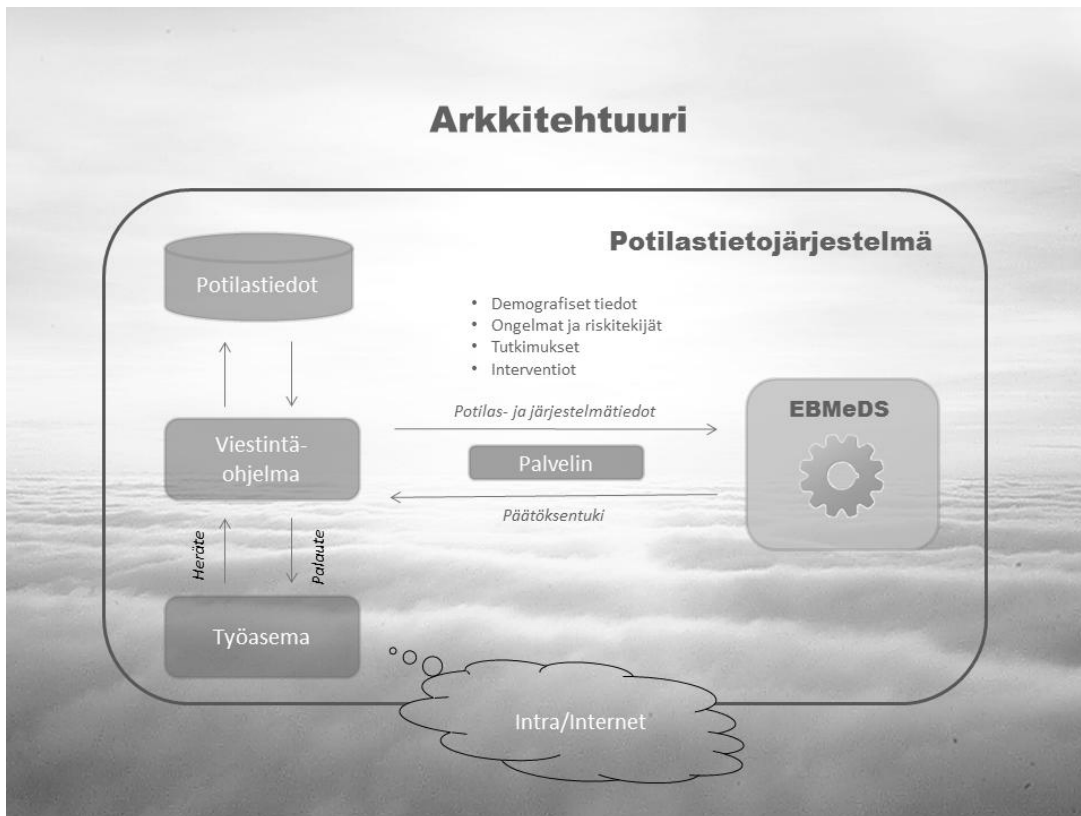 Arkkitehtuuri
Potilastietojärjestelmä
Potilastiedot
• Demografiset tiedot
• Ongelmat ja riskitekijät
• Tutkimukset
• Interventiot
Potilas- ja järjestelmätiedot
EBMeDS
Viestintä-
ohjelma
Palvelin
Päätöksentuki
Heräte
Palaute
Työasema
Intra/Internet